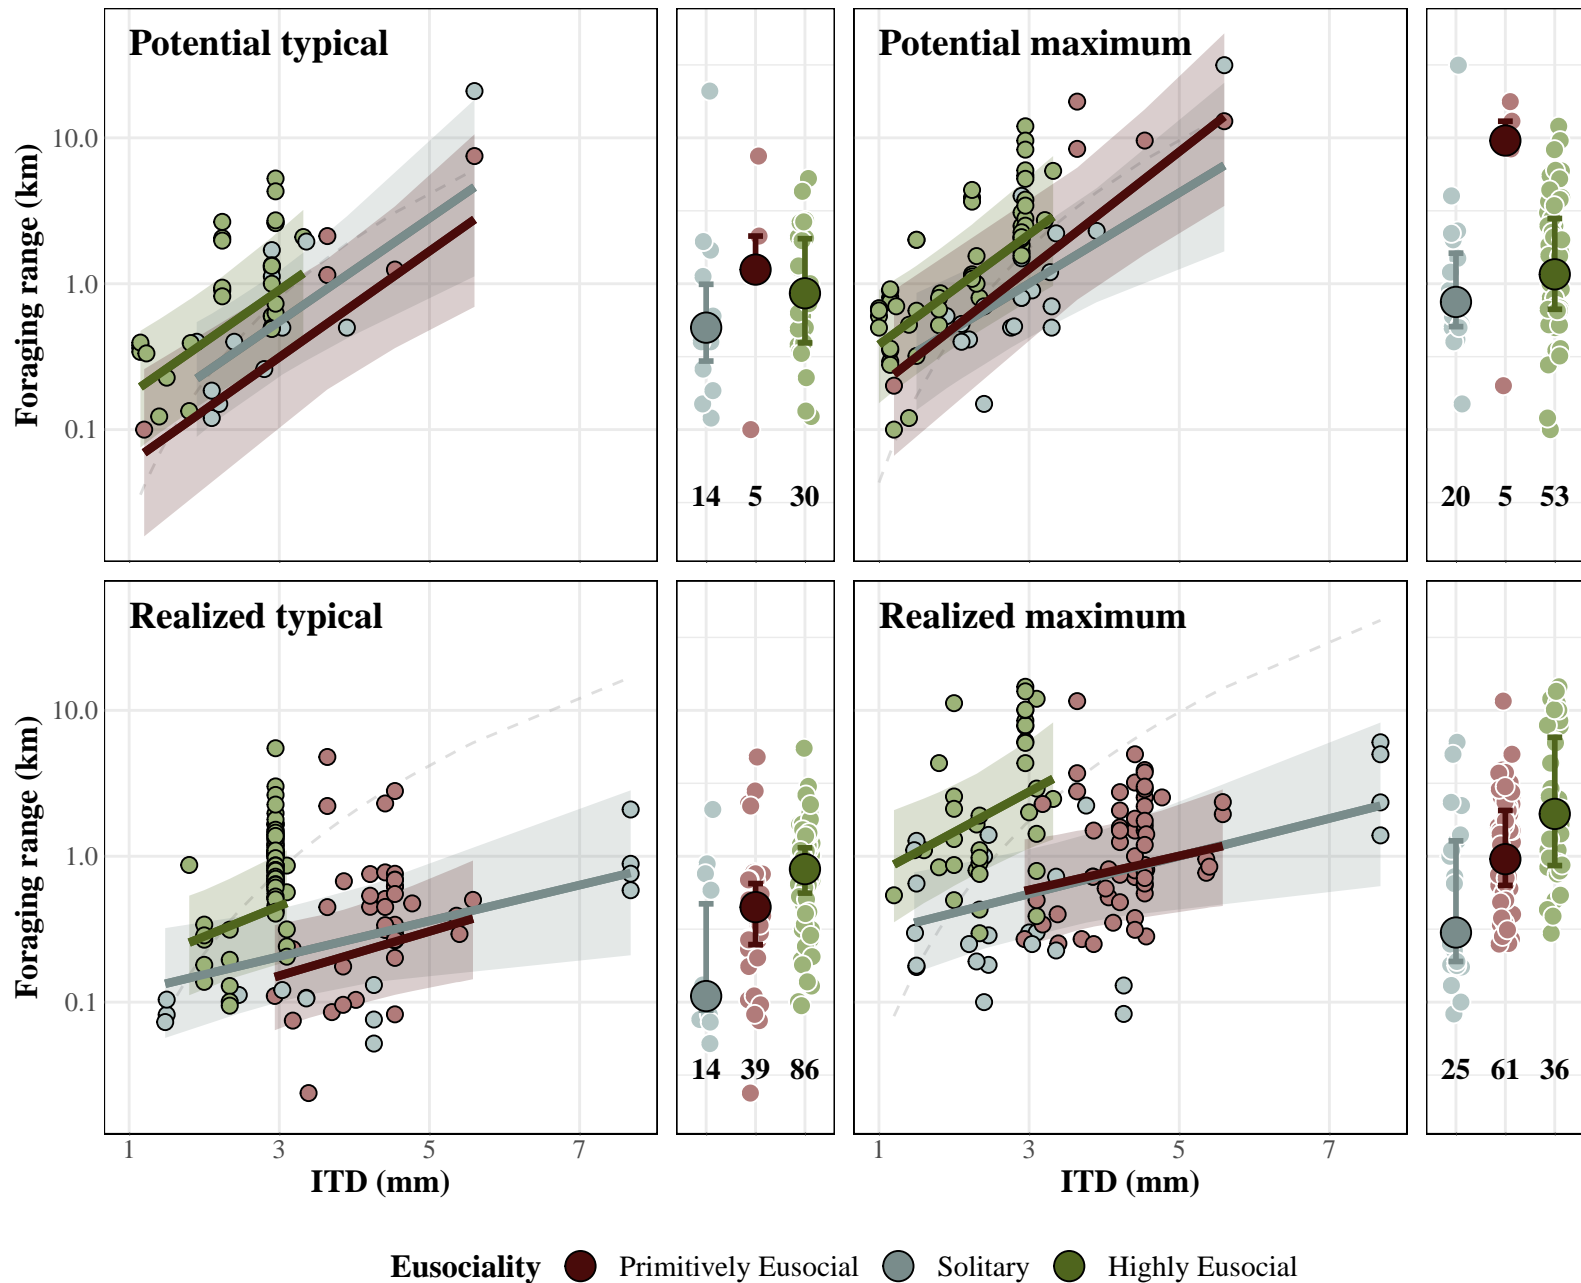 Potential typical
Potential maximum
Foraging range (km)
10.0
1.0
0.1
14 5 30
20 5 53
Realized typical
Realized maximum
Foraging range (km)
10.0
1.0
0.1
14 39 86
25 61 36
1 3 5 7
1 3 5 7
ITD (mm)
ITD (mm)
Eusociality Primitively Eusocial Solitary Highly Eusocial